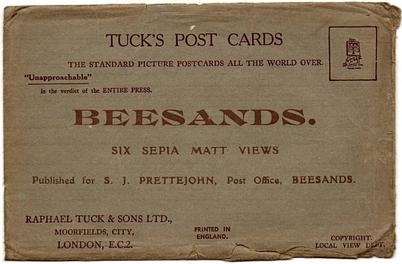 TUCK'S POST CARDS
THE STANDARD PICTURE POSTCARDS ALL THE WORLD OVER.
"Unapproachable"
Is the verdict of the ENTIRE PRESS.
BEESANDS.
SIX SEPIA MATT VIEWS
Published for S. J. PRETTEJOHN, Post Office, BEESANDS.
RAPHAEL TUCK & SONS LTD.,
MOORFIELDS, CITY,
LONDON, E.C.2.
PRINTED IN
ENGLAND.
COPYRIGHT.
LOCAL VIEW DEPT.